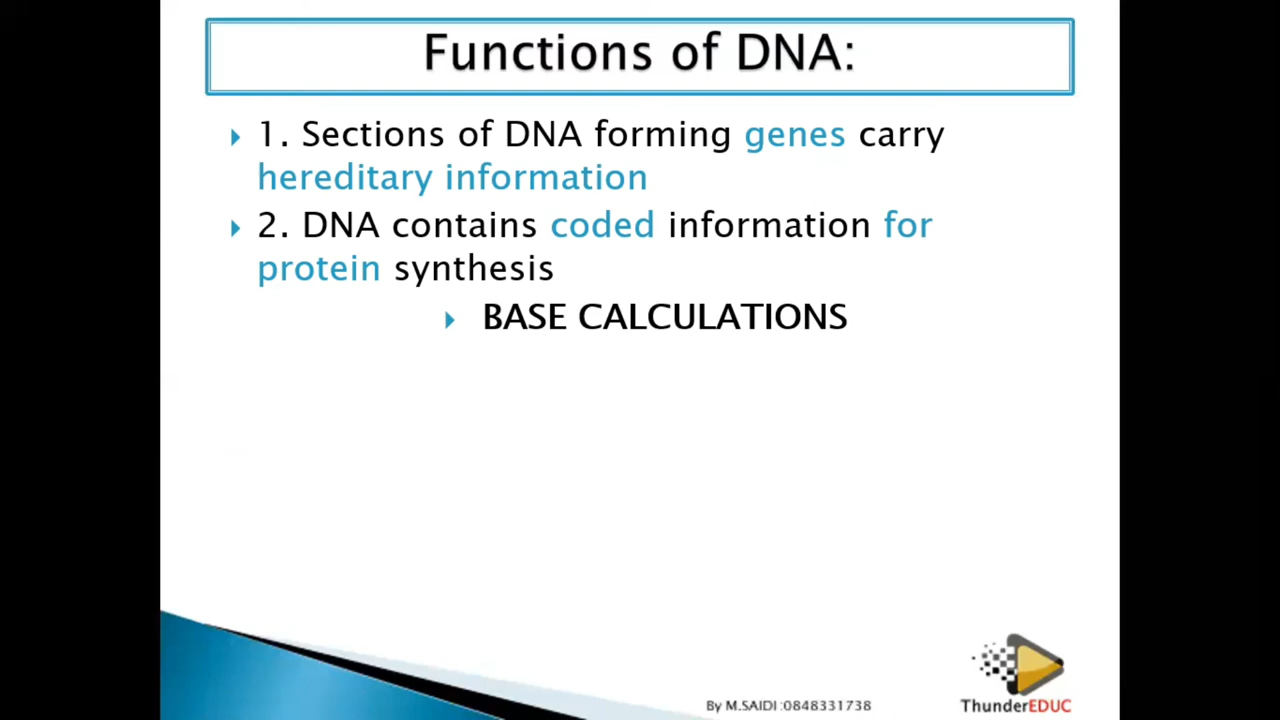 Functions of DNA:
1. Sections of DNA forming genes carry
hereditary information
2. DNA contains coded information for
protein synthesis
BASE CALCULATIONS
By M.SAIDI :0848331738
ThunderEDUC